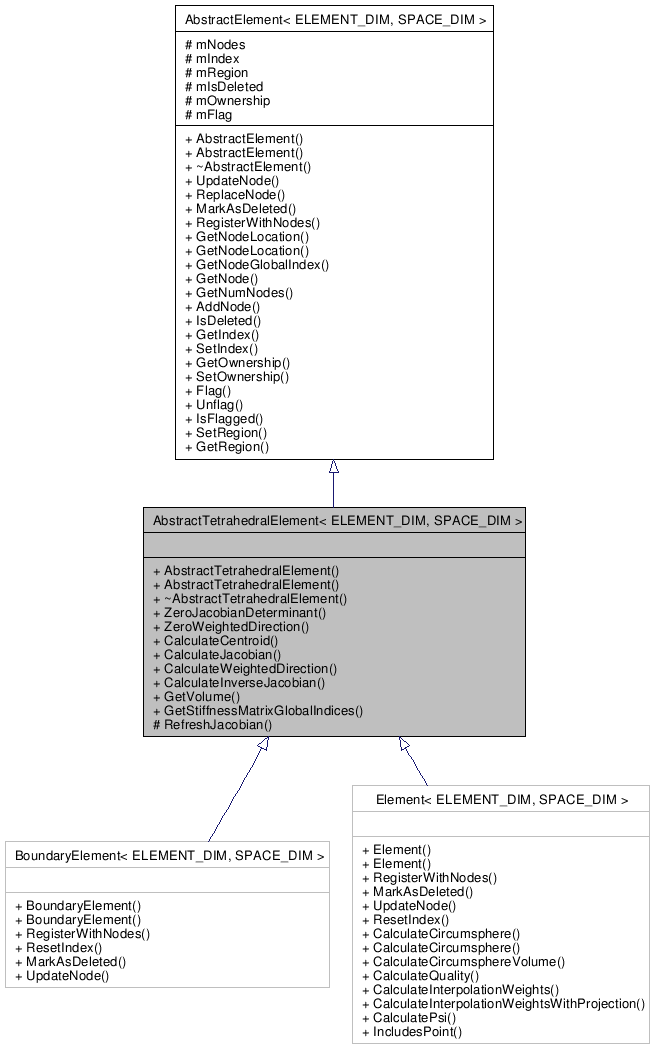 AbstractElement< ELEMENT_DIM, SPACE_DIM >
# mNodes
# mIndex
# mRegion
# mIsDeleted
# mOwnership
# mFlag
+ AbstractElement()
+ AbstractElement()
+ ~AbstractElement()
+ UpdateNode()
+ ReplaceNode()
+ MarkAsDeleted()
+ RegisterWithNodes()
+ GetNodeLocation()
+ GetNodeLocation()
+ GetNodeGlobalIndex()
+ GetNode()
+ GetNumNodes()
+ AddNode()
+ IsDeleted()
+ GetIndex()
+ SetIndex()
+ GetOwnership()
+ SetOwnership()
+ Flag()
+ Unflag()
+ IsFlagged()
+ SetRegion()
+ GetRegion()
AbstractTetrahedralElement< ELEMENT_DIM, SPACE_DIM >
+ AbstractTetrahedralElement()
+ AbstractTetrahedralElement()
+ ~AbstractTetrahedralElement()
+ ZeroJacobianDeterminant()
+ ZeroWeightedDirection()
+ CalculateCentroid()
+ CalculateJacobian()
+ CalculateWeightedDirection()
+ CalculateInverseJacobian()
+ GetVolume()
+ GetStiffnessMatrixGlobalIndices()
# RefreshJacobian()
BoundaryElement< ELEMENT_DIM, SPACE_DIM >
+ BoundaryElement()
+ BoundaryElement()
+ RegisterWithNodes()
+ ResetIndex()
+ MarkAsDeleted()
+ UpdateNode()
Element< ELEMENT_DIM, SPACE_DIM >
+ Element()
+ Element()
+ RegisterWithNodes()
+ MarkAsDeleted()
+ UpdateNode()
+ ResetIndex()
+ CalculateCircumsphere()
+ CalculateCircumsphere()
+ CalculateCircumsphereVolume()
+ CalculateQuality()
+ CalculateInterpolationWeights()
+ CalculateInterpolationWeightsWithProjection()
+ CalculatePsi()
+ IncludesPoint()